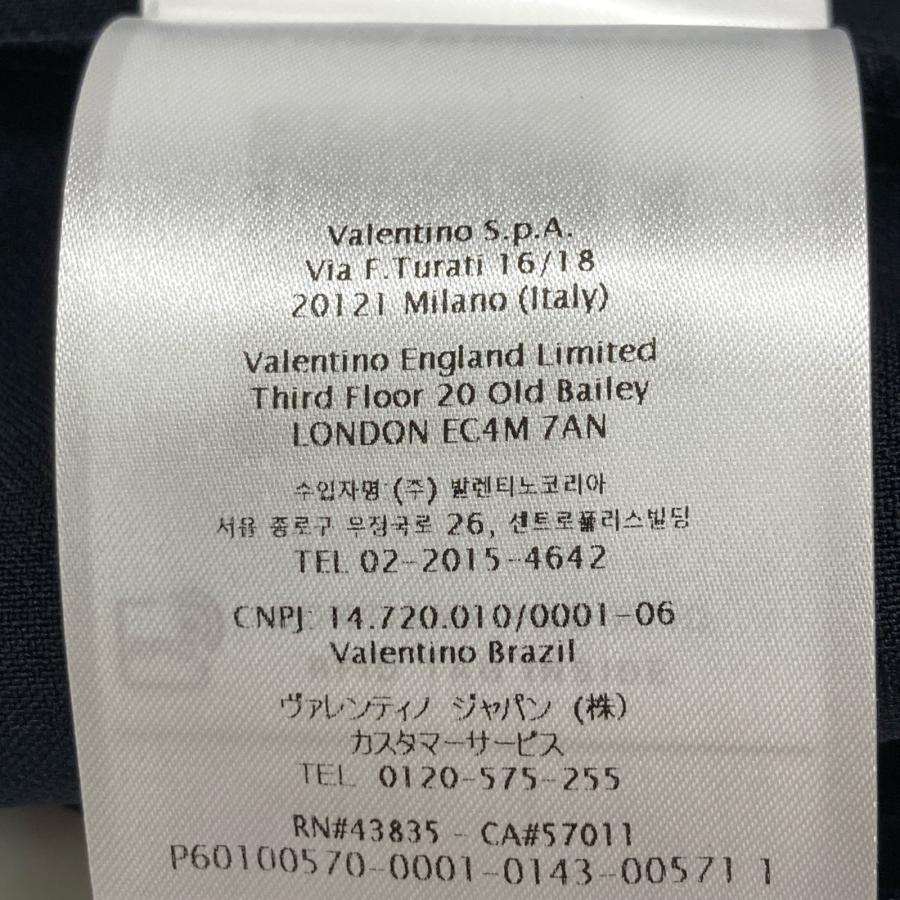 Valentino S.p.A.
Via F.Turati 16/18
20121 Milano (Italy)
Valentino England Limited
Third Floor 20 Old Bailey
LONDON EC4M 7AN
수입자명 (주) 발렌티노코리아
서울 종로구 우정국로 26, 센트로폴리스빌딩
TEL 02-2015-4642
CNPJ: 14.720.010/0001-06
Valentino Brazil
ヴァレンティノ ジャパン (株)
カスタマーサービス
TEL 0120-575-255
RN#43835 - CA#57011
P60100570-0001-0143-00571 1